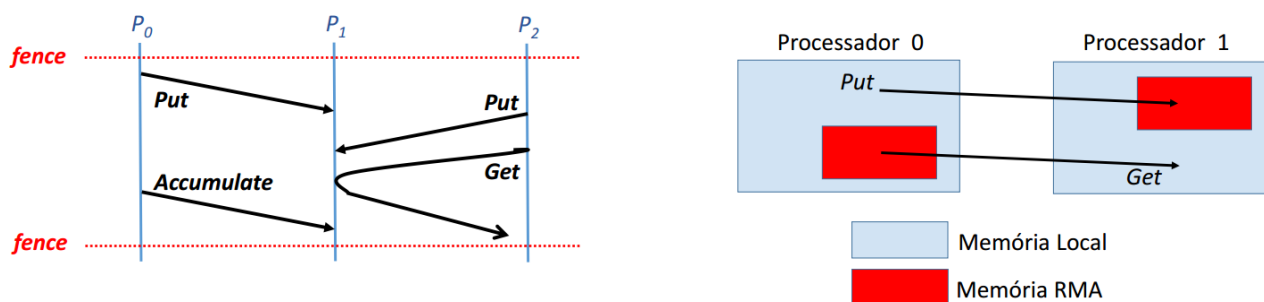 P0 P1 P2
fence
Put
Put
Get
Accumulate
fence
Processador 0 Processador 1
Put
Get
Memória Local
Memória RMA